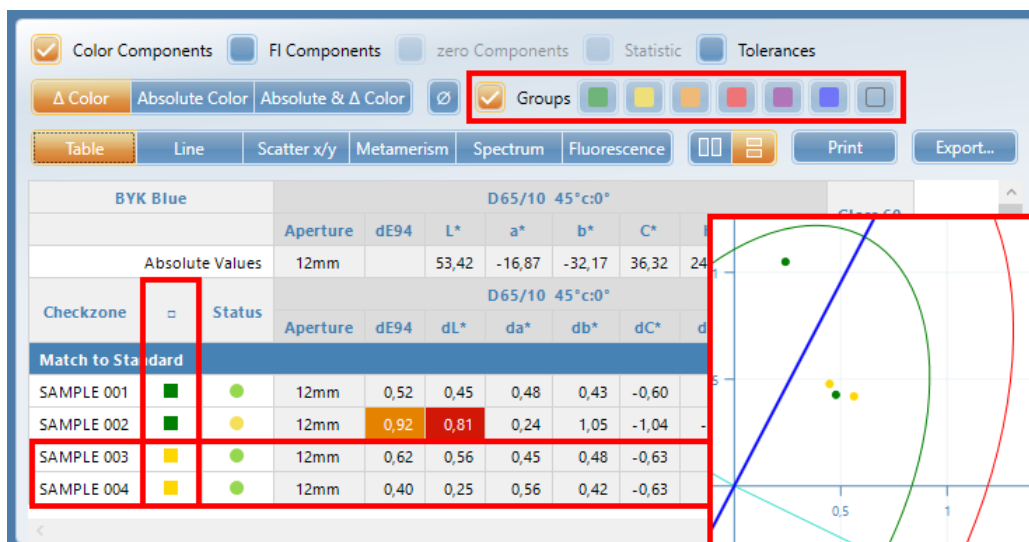 Color Components FI Components zero Components Statistic Tolerances
Δ Color Absolute Color Absolute & Δ Color Ø Groups
Table Line Scatter x/y Metamerism Spectrum Fluorescence Print Export...
BYK Blue D65/10 45°c:0°
Aperture dE94 L* a* b* C*
Absolute Values 12mm 53,42 -16,87 -32,17 36,32 24
Checkzone □ Status D65/10 45°c:0°
Aperture dE94 dL* da* db* dC* d
Match to Standard
SAMPLE 001 12mm 0,52 0,45 0,48 0,43 -0,60
SAMPLE 002 12mm 0,92 0,81 0,24 1,05 -1,04 -
SAMPLE 003 12mm 0,62 0,56 0,45 0,48 -0,63
SAMPLE 004 12mm 0,40 0,25 0,56 0,42 -0,63
1
5
0,5 1